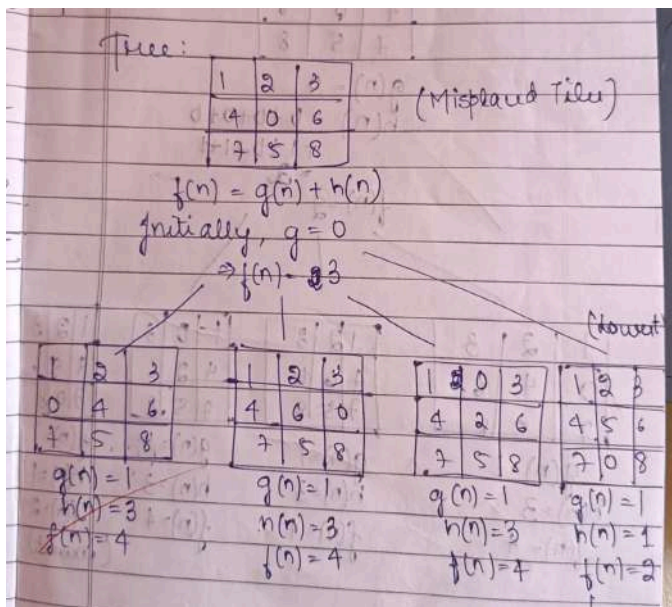 Tree:
1 2 3
4 0 6
7 5 8
(Misplaced Tile)
f(n) = g(n) + h(n)
Initially, g = 0
⇒ f(n) = 3
(Lowest
1 2 3
0 4 6
7 5 8
g(n) = 1
h(n) = 3
f(n) = 4
1 2 3
4 6 0
7 5 8
g(n) = 1
h(n) = 3
f(n) = 4
1 0 3
4 2 6
7 5 8
g(n) = 1
h(n) = 3
f(n) = 4
1 2 3
4 5 6
7 0 8
g(n) = 1
h(n) = 1
f(n) = 2